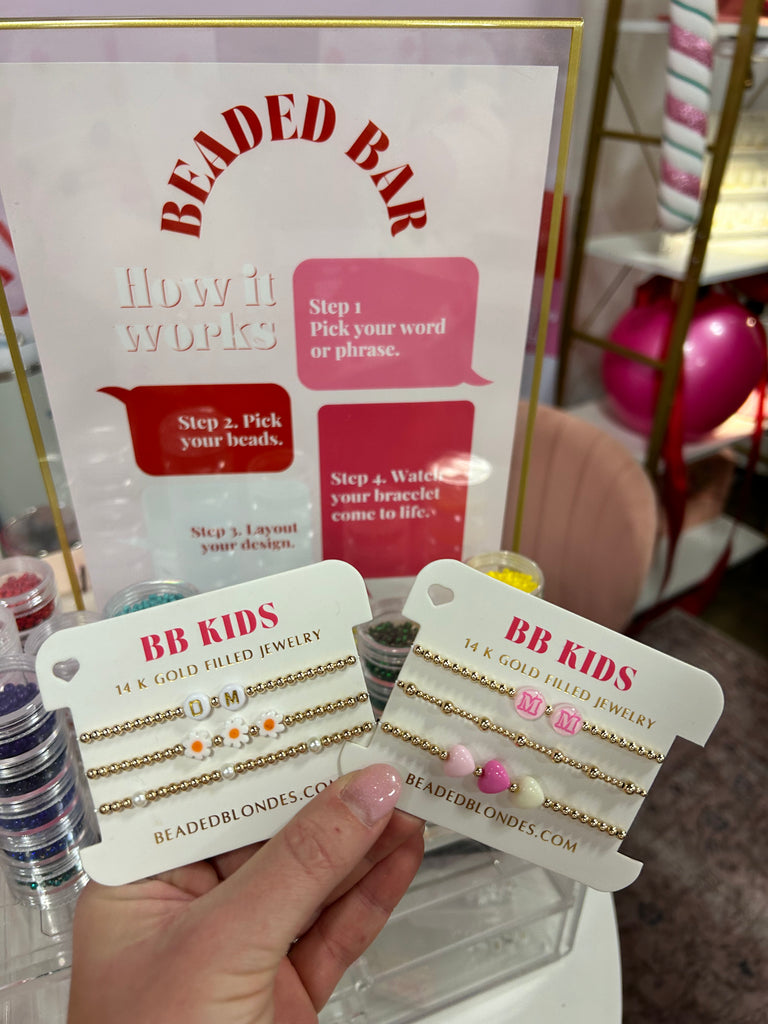 BEADED BAR
How it
works
Step 1
Pick your word
or phrase.
Step 2. Pick
your beads.
Step 4. Watch
your bracelet
come to life.
Step 3. Layout
your design.
BB KIDS
14 K GOLD FILLED JEWELRY
D M
BEADEDBLONDES.COM
BB KIDS
14 K GOLD FILLED JEWELRY
M M
BEADEDBLONDES.COM